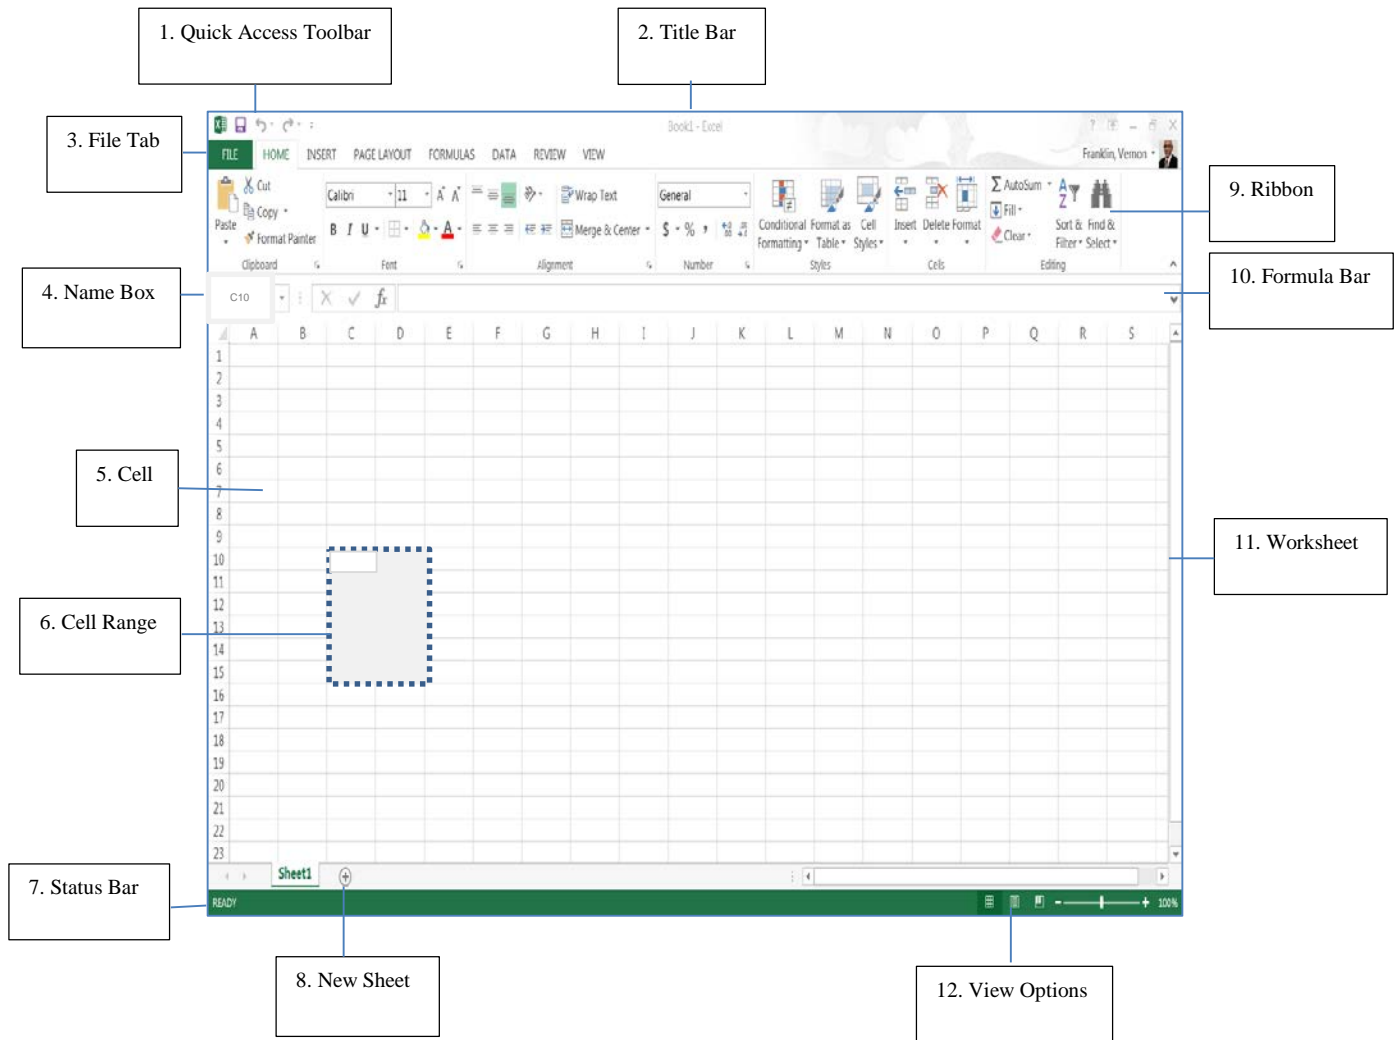 1. Quick Access Toolbar
2. Title Bar
3. File Tab
Book1 - Excel
?
FILE HOME INSERT PAGE LAYOUT FORMULAS DATA REVIEW VIEW
Franklin, Vernon
Cut
Copy
Format Painter
Paste
Clipboard
Calibri 11 A A
B I U A
Font
Wrap Text
Merge & Center
Alignment
General
$ % ,
Number
Conditional Formatting
Format as Table
Cell Styles
Styles
Insert Delete Format
Cells
Σ AutoSum
Fill
Clear
A Z
Sort & Filter
Find & Select
Editing
9. Ribbon
4. Name Box
C10
fx
10. Formula Bar
A B C D E F G H I J K L M N O P Q R S
1
2
3
4
5
6
7
8
9
10
11
12
13
14
15
16
17
18
19
20
21
22
23
5. Cell
6. Cell Range
11. Worksheet
Sheet1
7. Status Bar
READY
100%
8. New Sheet
12. View Options